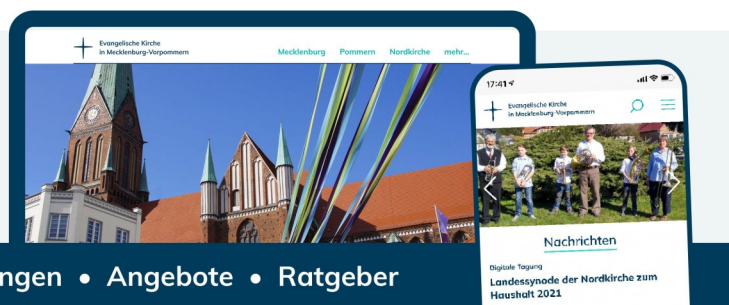 Evangelische Kirche
in Mecklenburg-Vorpommern
Mecklenburg Pommern Nordkirche mehr...
17:41
Evangelische Kirche
in Mecklenburg-Vorpommern
Nachrichten
Digitale Tagung
Landessynode der Nordkirche zum
Haushalt 2021
ngen • Angebote • Ratgeber